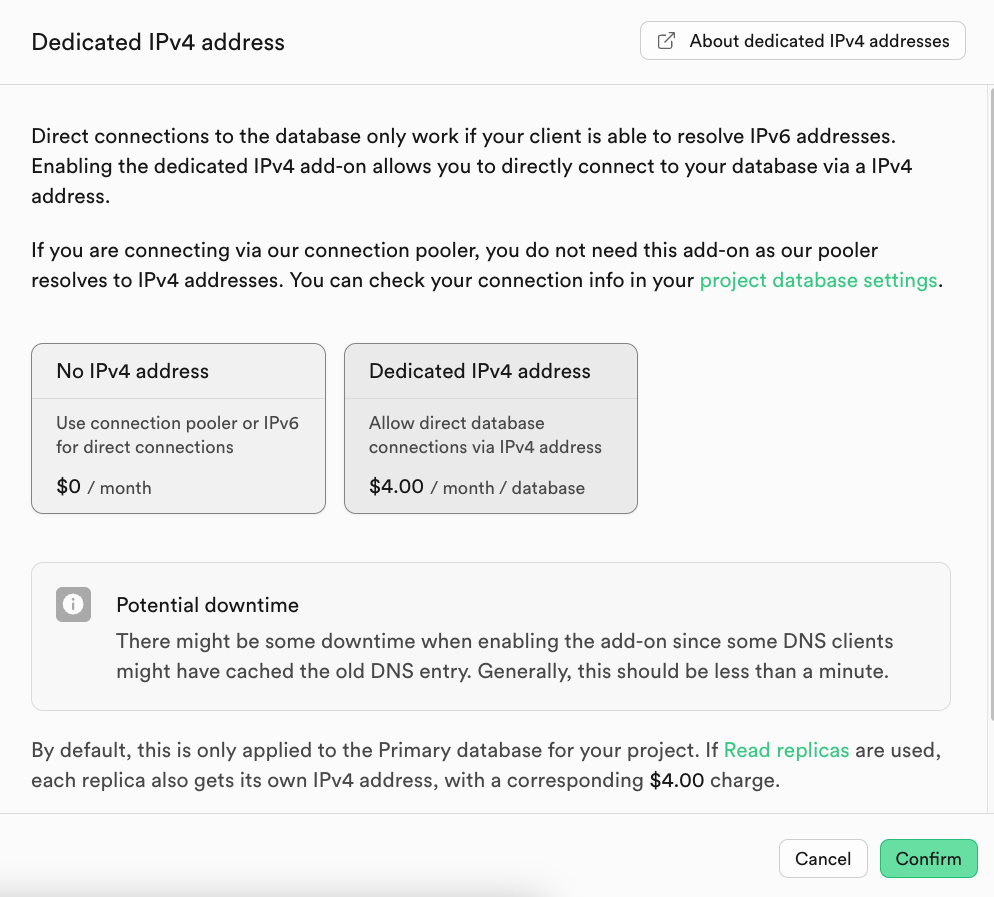 Dedicated IPv4 address
About dedicated IPv4 addresses
Direct connections to the database only work if your client is able to resolve IPv6 addresses.
Enabling the dedicated IPv4 add-on allows you to directly connect to your database via a IPv4
address.
If you are connecting via our connection pooler, you do not need this add-on as our pooler
resolves to IPv4 addresses. You can check your connection info in your project database settings.
No IPv4 address
Use connection pooler or IPv6
for direct connections
$0 / month
Dedicated IPv4 address
Allow direct database
connections via IPv4 address
$4.00 / month / database
Potential downtime
There might be some downtime when enabling the add-on since some DNS clients
might have cached the old DNS entry. Generally, this should be less than a minute.
By default, this is only applied to the Primary database for your project. If Read replicas are used,
each replica also gets its own IPv4 address, with a corresponding $4.00 charge.
Cancel
Confirm